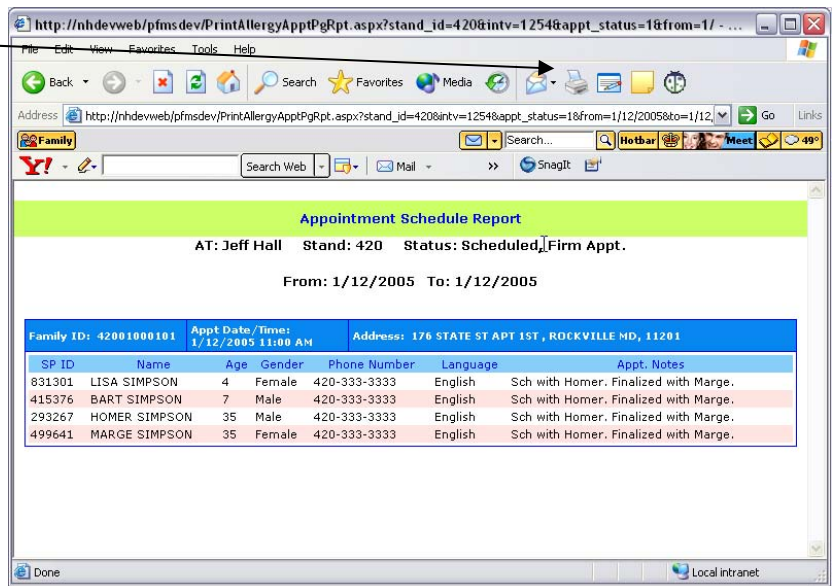 http://nhdevweb/pfmsdev/PrintAllergyApptPgRpt.aspx?stand_id=420&intv=1254&appt_status=1&from=1/ - ...
File Edit View Favorites Tools Help
Back Search Favorites Media
Address http://nhdevweb/pfmsdev/PrintAllergyApptPgRpt.aspx?stand_id=420&intv=1254&appt_status=1&from=1/12/2005&to=1/12, Go Links
Family Search... Hotbar Meet 49°
Y! Search Web Mail » SnagIt
Appointment Schedule Report
AT: Jeff Hall Stand: 420 Status: Scheduled, Firm Appt.
From: 1/12/2005 To: 1/12/2005
Family ID: 42001000101 Appt Date/Time: 1/12/2005 11:00 AM Address: 176 STATE ST APT 1ST , ROCKVILLE MD, 11201
SP ID Name Age Gender Phone Number Language Appt. Notes
831301 LISA SIMPSON 4 Female 420-333-3333 English Sch with Homer. Finalized with Marge.
415376 BART SIMPSON 7 Male 420-333-3333 English Sch with Homer. Finalized with Marge.
293267 HOMER SIMPSON 35 Male 420-333-3333 English Sch with Homer. Finalized with Marge.
499641 MARGE SIMPSON 35 Female 420-333-3333 English Sch with Homer. Finalized with Marge.
Done Local intranet